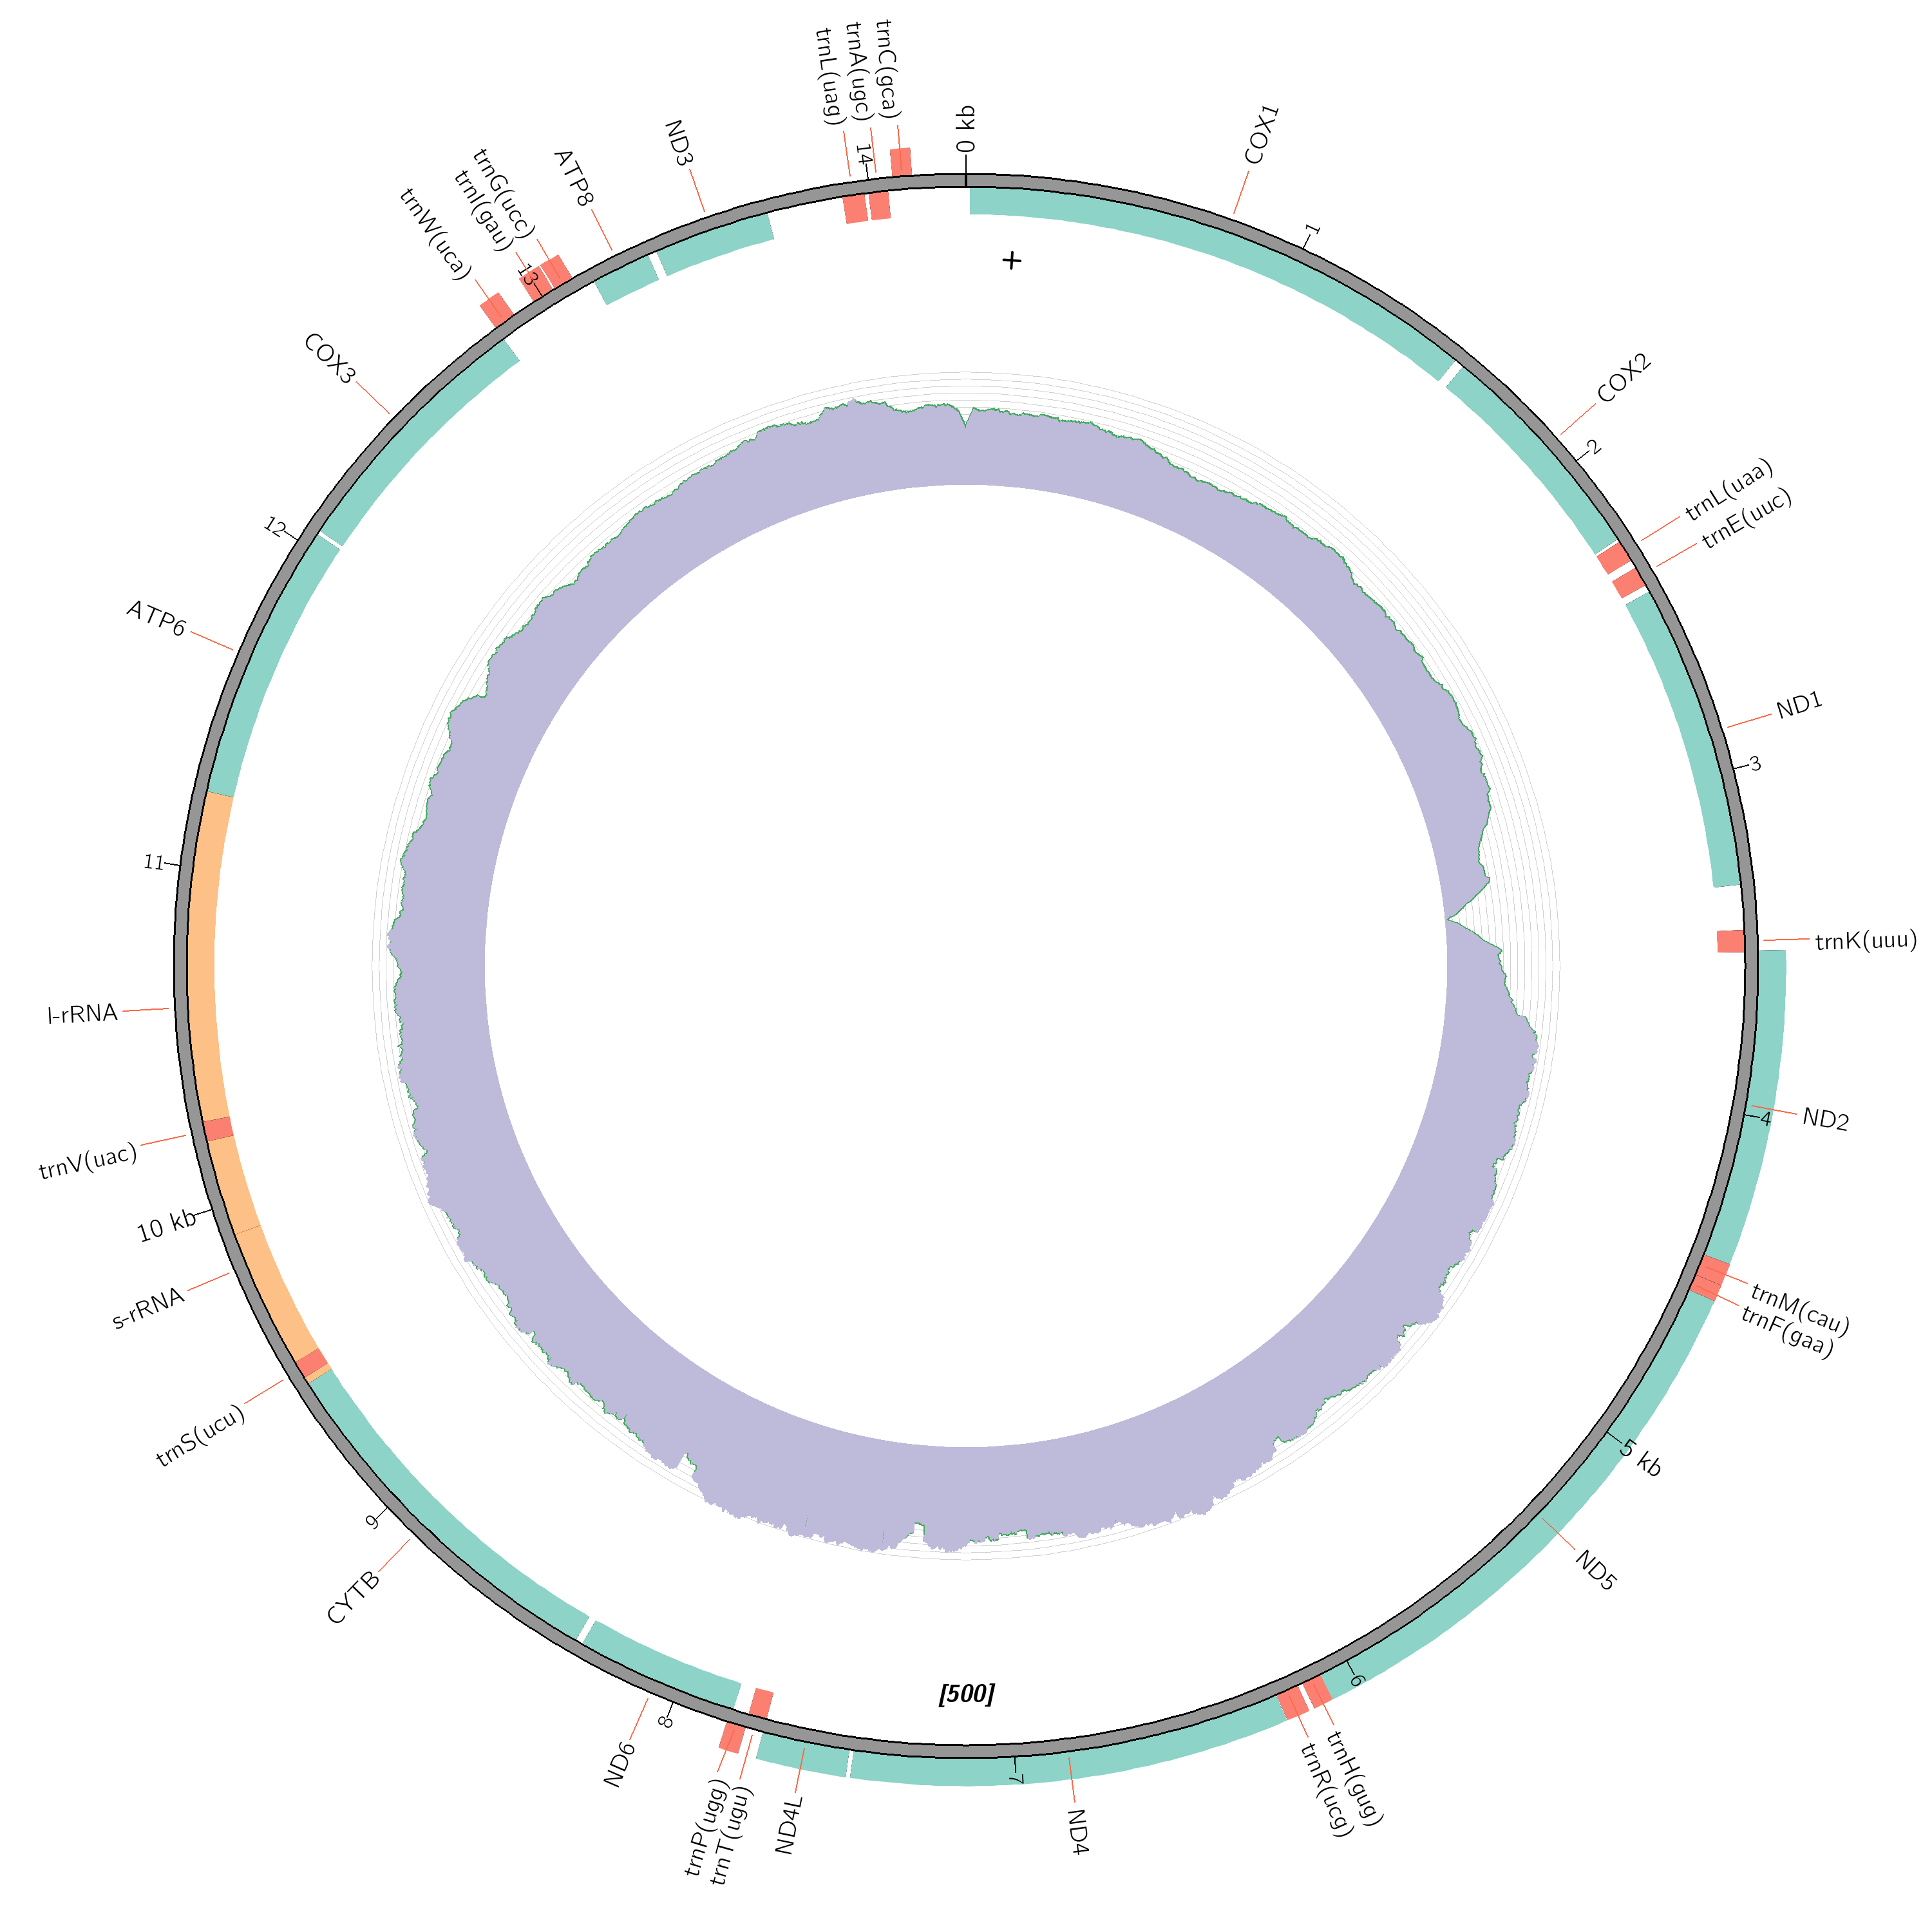 0 kb
COX1
1
COX2
2
trnL(uaa)
trnE(uuc)
ND1
3
trnK(uuu)
ND2
4
trnM(cau)
trnF(gaa)
5 kb
ND5
6
trnH(gug)
trnR(ucg)
ND4
7
ND4L
trnT(ugu)
trnP(ugg)
8
ND6
CYTB
9
trnS(ucu)
s-rRNA
10 kb
trnV(uac)
l-rRNA
11
ATP6
12
COX3
trnW(uca)
13
trnI(gau)
trnG(ucc)
ATP8
ND3
trnL(uag)
14
trnA(ugc)
trnC(gca)
+
[500]